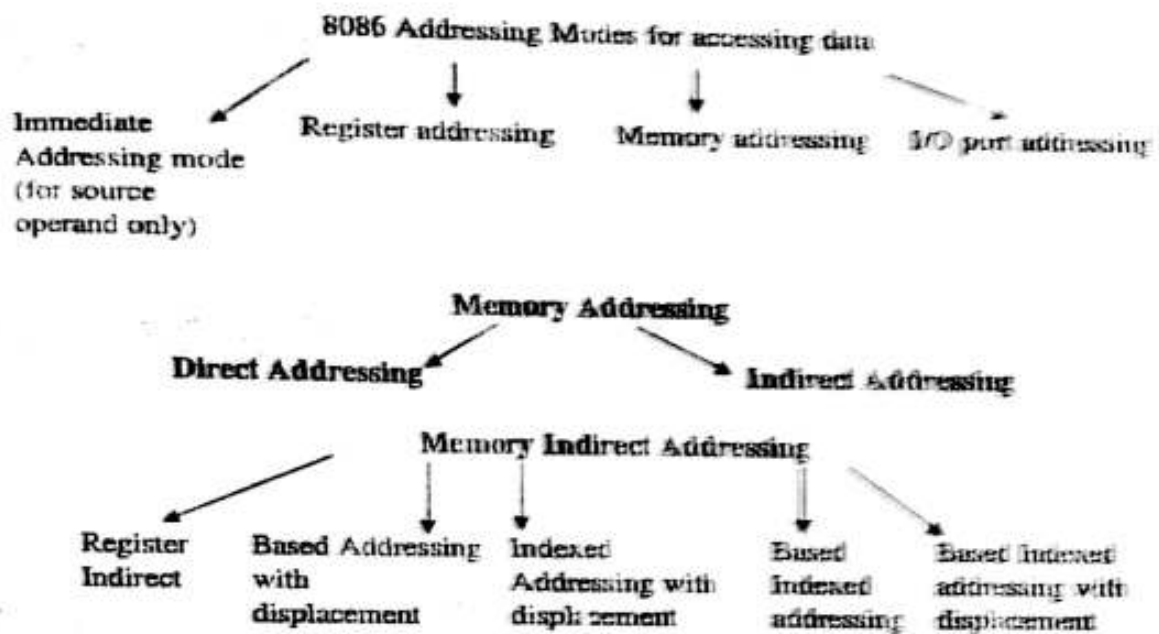 8086 Addressing Modes for accessing data
Immediate
Addressing mode
(for source
operand only)
Register addressing
Memory addressing
I/O port addressing
Memory Addressing
Direct Addressing
Indirect Addressing
Memory Indirect Addressing
Register
Indirect
Based Addressing
with
displacement
Indexed
Addressing with
displacement
Based
Indexed
addressing
Based Indexed
addressing with
displacement